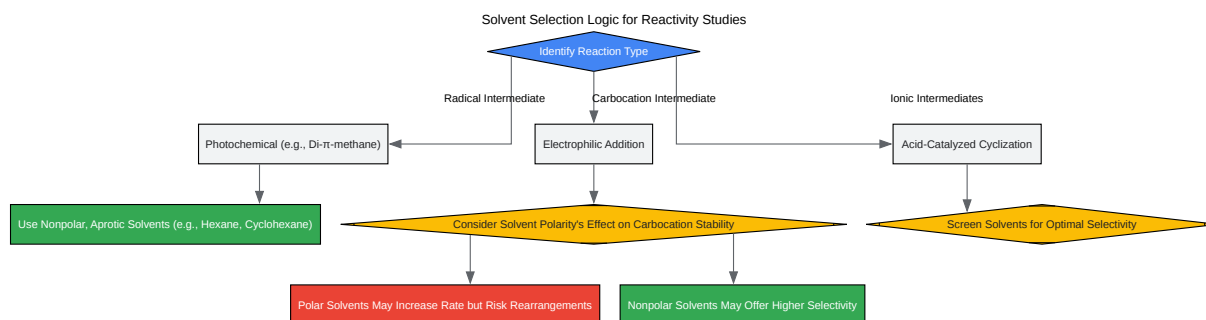 Solvent Selection Logic for Reactivity Studies
Identify Reaction Type
Radical Intermediate
Carbocation Intermediate
Ionic Intermediates
Photochemical (e.g., Di-π-methane)
Electrophilic Addition
Acid-Catalyzed Cyclization
Use Nonpolar, Aprotic Solvents (e.g., Hexane, Cyclohexane)
Consider Solvent Polarity's Effect on Carbocation Stability
Screen Solvents for Optimal Selectivity
Polar Solvents May Increase Rate but Risk Rearrangements
Nonpolar Solvents May Offer Higher Selectivity